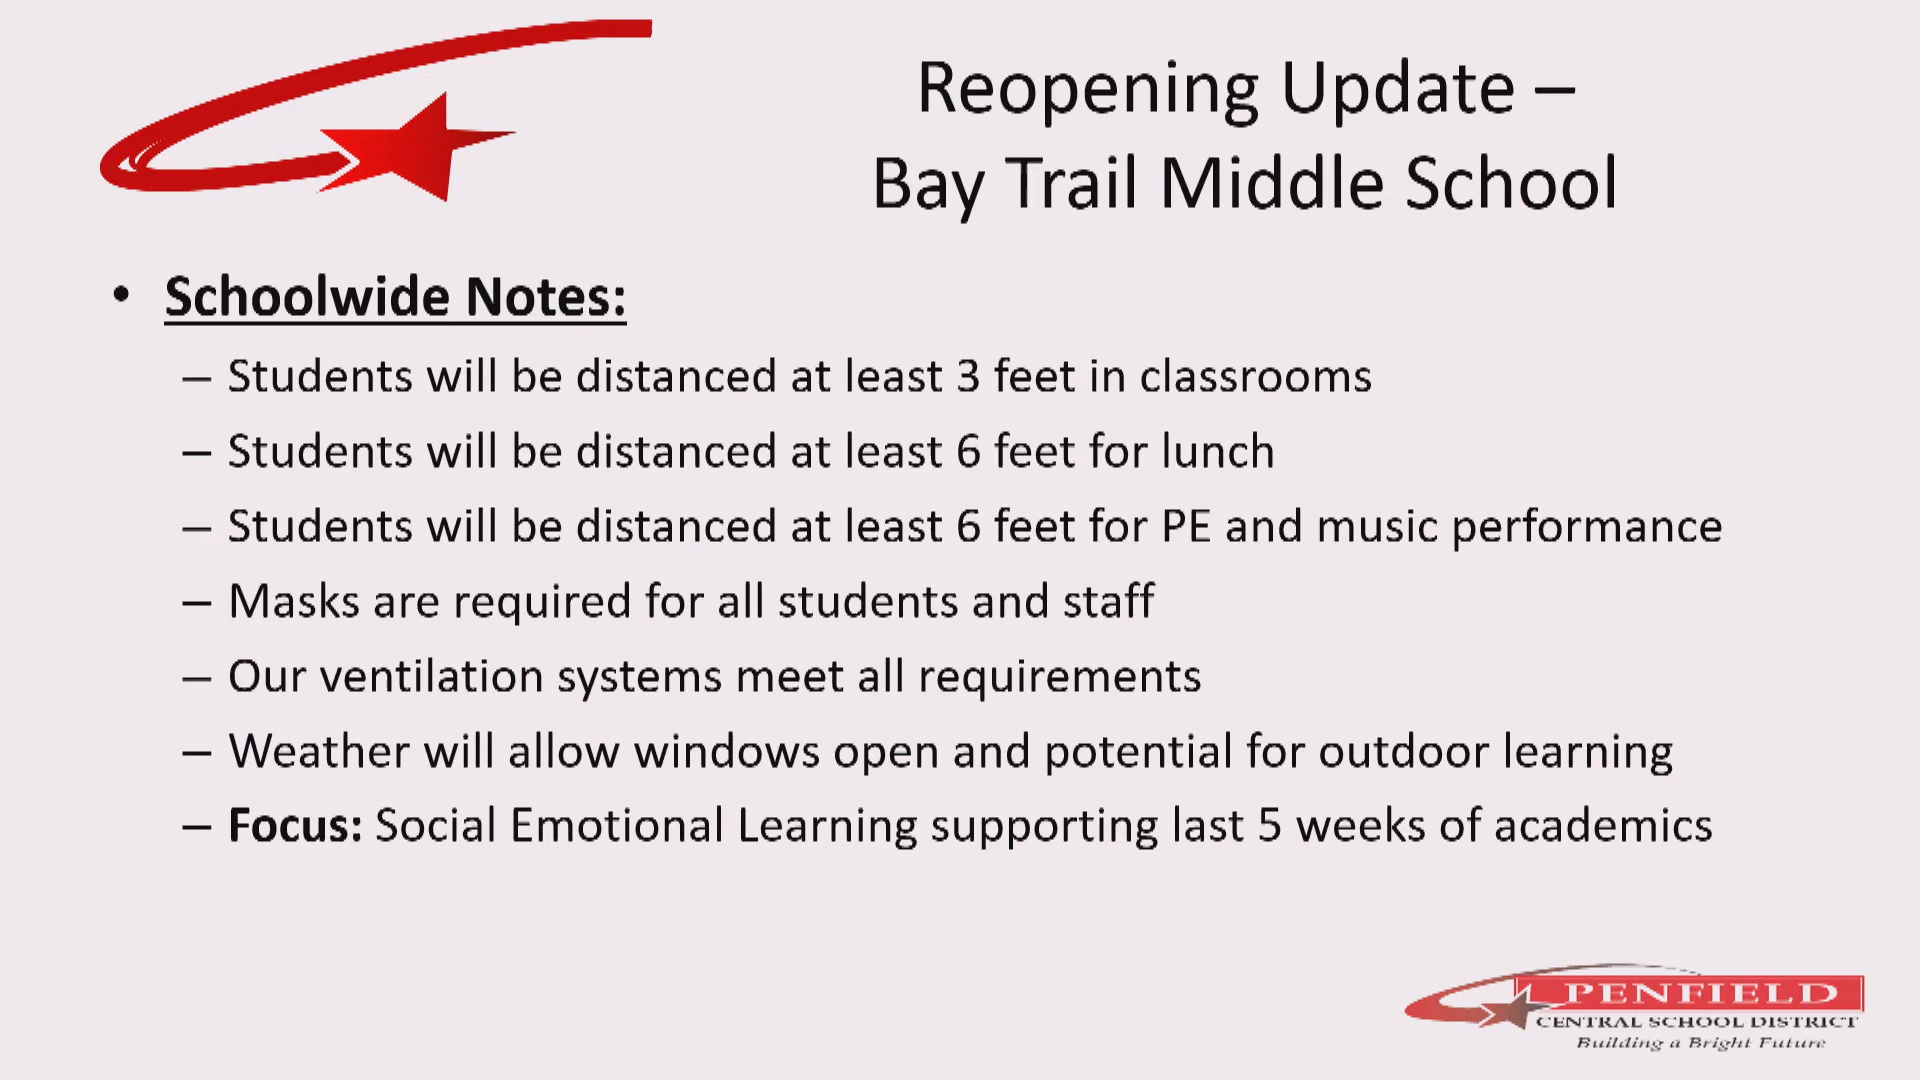 Reopening Update –
Bay Trail Middle School
• Schoolwide Notes:
– Students will be distanced at least 3 feet in classrooms
– Students will be distanced at least 6 feet for lunch
– Students will be distanced at least 6 feet for PE and music performance
– Masks are required for all students and staff
– Our ventilation systems meet all requirements
– Weather will allow windows open and potential for outdoor learning
– Focus: Social Emotional Learning supporting last 5 weeks of academics
PENFIELD
CENTRAL SCHOOL DISTRICT
Building a Bright Future